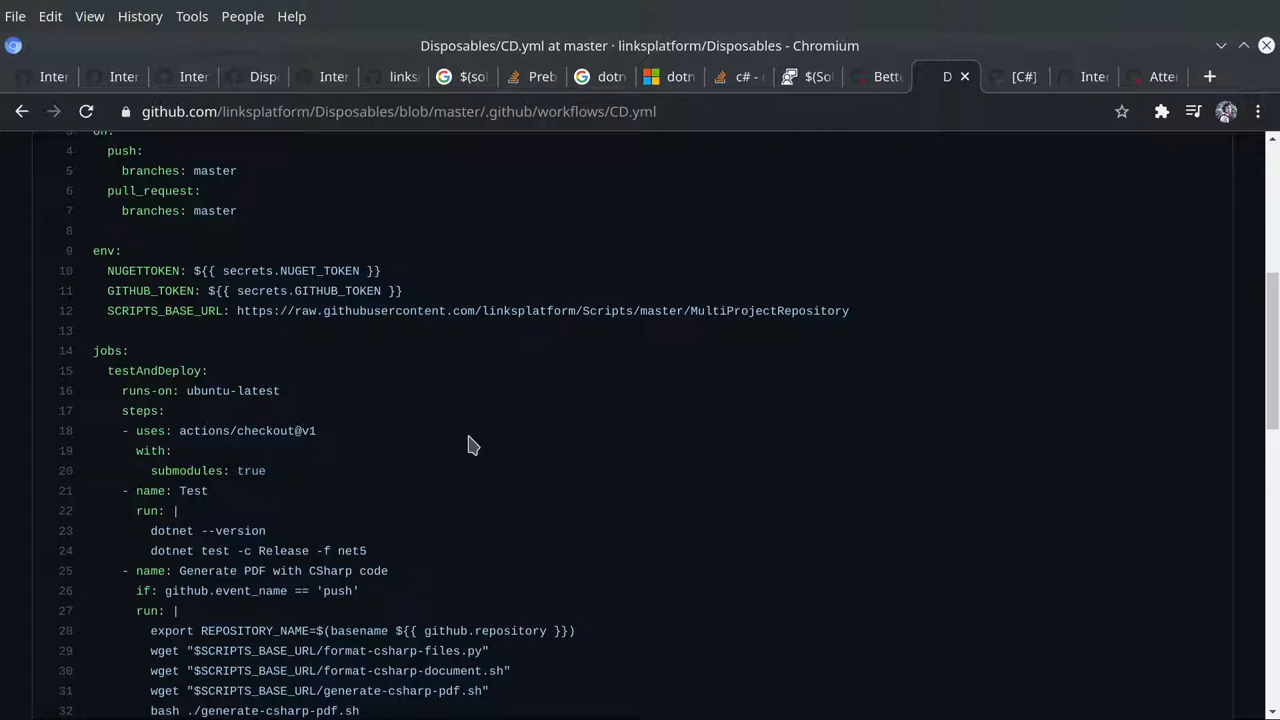 File Edit View History Tools People Help
Disposables/CD.yml at master · linksplatform/Disposables - Chromium
Inter Inter Inter Dispo Inter links $(sol Preb dotn dotn c# - $(Sol Bett D [C#] Inter Atter
github.com/linksplatform/Disposables/blob/master/.github/workflows/CD.yml
3 on:
4 push:
5 branches: master
6 pull_request:
7 branches: master
8
9 env:
10 NUGETTOKEN: ${{ secrets.NUGET_TOKEN }}
11 GITHUB_TOKEN: ${{ secrets.GITHUB_TOKEN }}
12 SCRIPTS_BASE_URL: https://raw.githubusercontent.com/linksplatform/Scripts/master/MultiProjectRepository
13
14 jobs:
15 testAndDeploy:
16 runs-on: ubuntu-latest
17 steps:
18 - uses: actions/checkout@v1
19 with:
20 submodules: true
21 - name: Test
22 run: |
23 dotnet --version
24 dotnet test -c Release -f net5
25 - name: Generate PDF with CSharp code
26 if: github.event_name == 'push'
27 run: |
28 export REPOSITORY_NAME=$(basename ${{ github.repository }})
29 wget "$SCRIPTS_BASE_URL/format-csharp-files.py"
30 wget "$SCRIPTS_BASE_URL/format-csharp-document.sh"
31 wget "$SCRIPTS_BASE_URL/generate-csharp-pdf.sh"
32 bash ./generate-csharp-pdf.sh